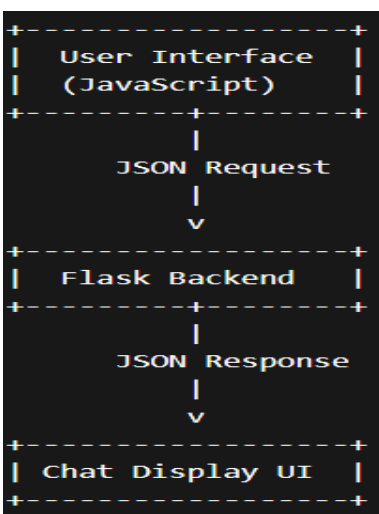 +------------------+
|  User Interface  |
|  (JavaScript)    |
+---------+--------+
|
JSON Request
|
v
+------------------+
|  Flask Backend   |
+---------+--------+
|
JSON Response
|
v
+------------------+
| Chat Display UI  |
+------------------+